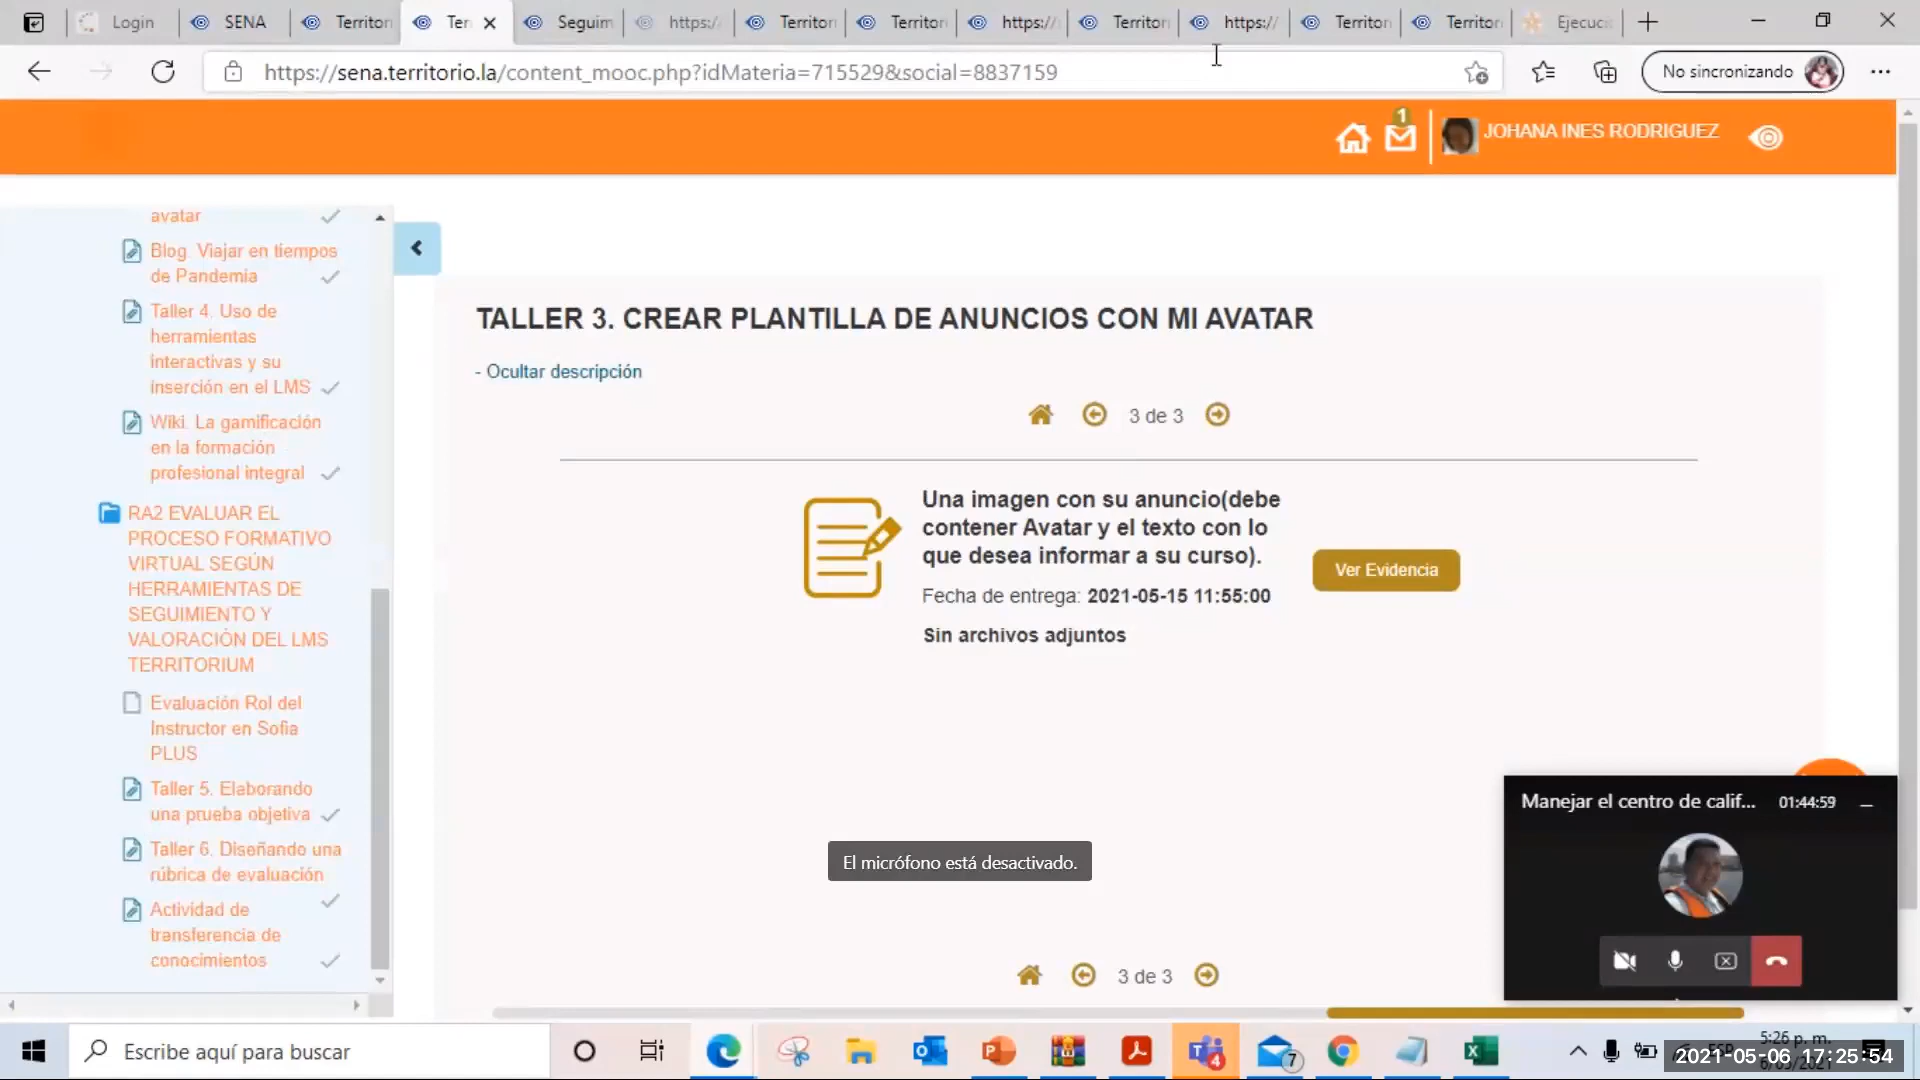 Login
SENA
Territori
Ter
Seguim
https:/
Territori
Territori
https://
Territori
https://
Territori
Territori
Ejecuc
https://sena.territorio.la/content_mooc.php?idMateria=715529&social=8837159
No sincronizando
1
JOHANA INES RODRIGUEZ
avatar
Blog. Viajar en tiempos
de Pandemia
Taller 4. Uso de
herramientas
interactivas y su
inserción en el LMS
Wiki. La gamificación
en la formación
profesional integral
RA2 EVALUAR EL
PROCESO FORMATIVO
VIRTUAL SEGÚN
HERRAMIENTAS DE
SEGUIMIENTO Y
VALORACIÓN DEL LMS
TERRITORIUM
Evaluación Rol del
Instructor en Sofia
PLUS
Taller 5. Elaborando
una prueba objetiva
Taller 6. Diseñando una
rúbrica de evaluación
Actividad de
transferencia de
conocimientos
TALLER 3. CREAR PLANTILLA DE ANUNCIOS CON MI AVATAR
- Ocultar descripción
3 de 3
Una imagen con su anuncio(debe
contener Avatar y el texto con lo
que desea informar a su curso).
Fecha de entrega: 2021-05-15 11:55:00
Sin archivos adjuntos
Ver Evidencia
El micrófono está desactivado.
3 de 3
Manejar el centro de calif...
01:44:59
Escribe aquí para buscar
4
7
5:26 p. m.
2021-05-06 17:25:54